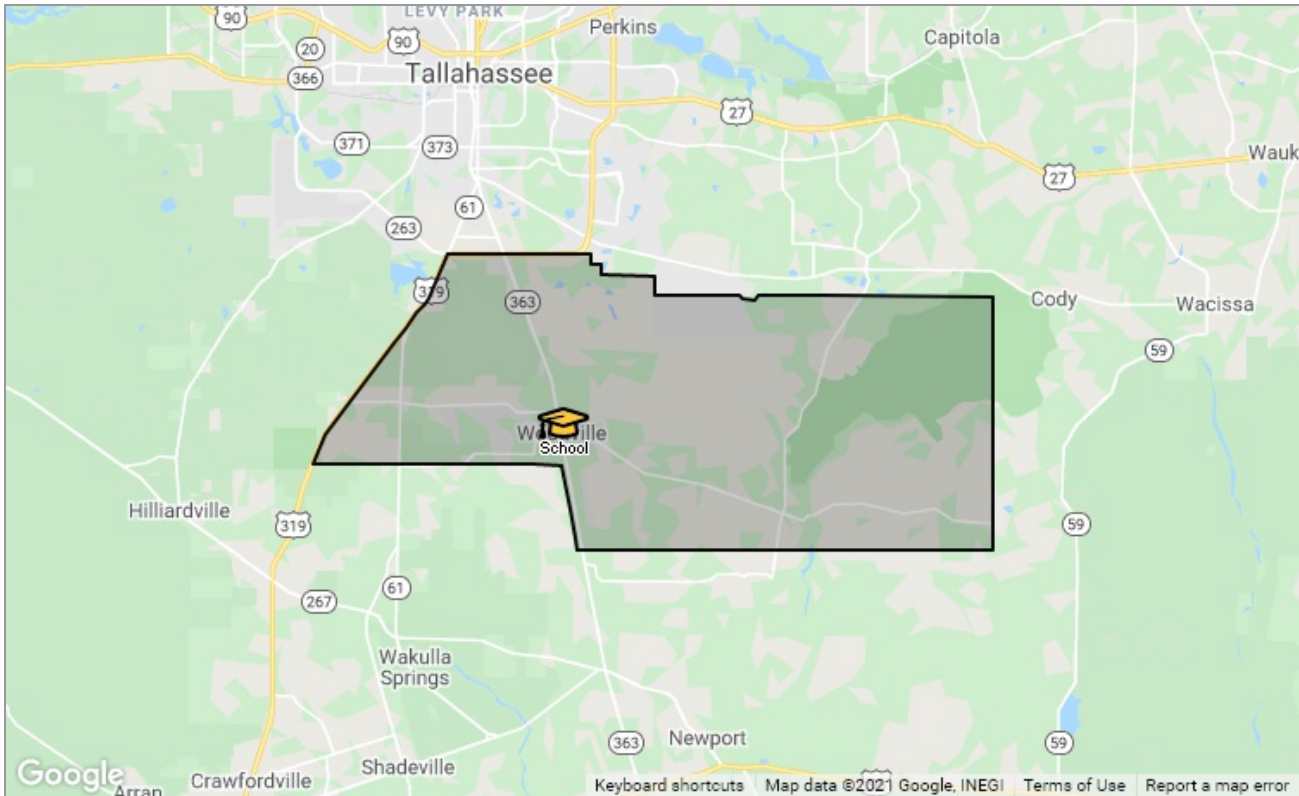 LEVY PARK
90
Perkins
Capitola
20
90
Tallahassee
366
27
371
373
Wauk
27
61
263
319
363
Cody
Wacissa
59
School
Hilliardville
319
59
61
267
Wakulla
Springs
363
Newport
59
Shadeville
Crawfordville
Google
Arran
Keyboard shortcuts
Map data ©2021 Google, INEGI
Terms of Use
Report a map error